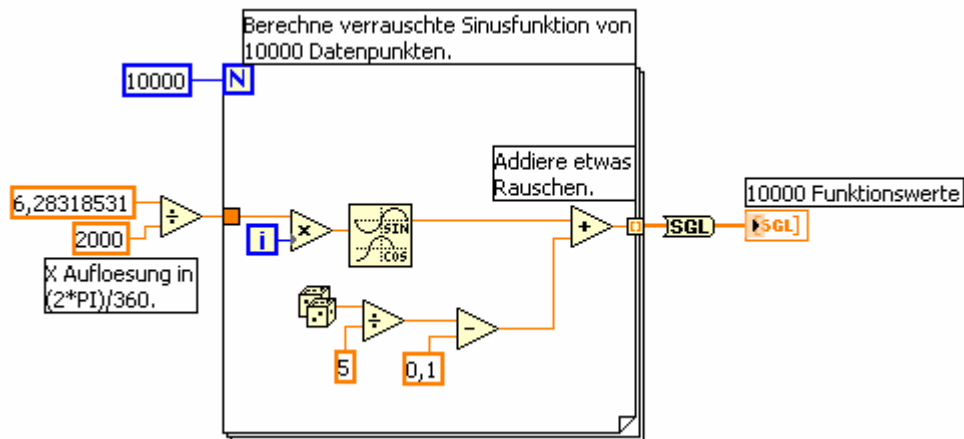 Berechne verrauschte Sinusfunktion von
10000 Datenpunkten.
10000
N
Addiere etwas
Rauschen.
10000 Funktionswerte
6,28318531
÷
2000
X Aufloesung in
(2*PI)/360.
i
x
SIN
COS
+
[]
SGL
SGL]
÷
5
-
0,1